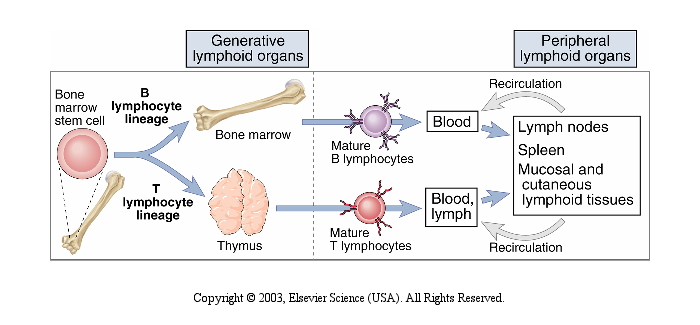 Generative
lymphoid organs
Peripheral
lymphoid organs
Bone
marrow
stem cell
B
lymphocyte
lineage
Bone marrow
T
lymphocyte
lineage
Thymus
Mature
B lymphocytes
Mature
T lymphocytes
Blood
Blood,
lymph
Recirculation
Lymph nodes
Spleen
Mucosal and
cutaneous
lymphoid tissues
Recirculation
Copyright © 2003, Elsevier Science (USA). All Rights Reserved.